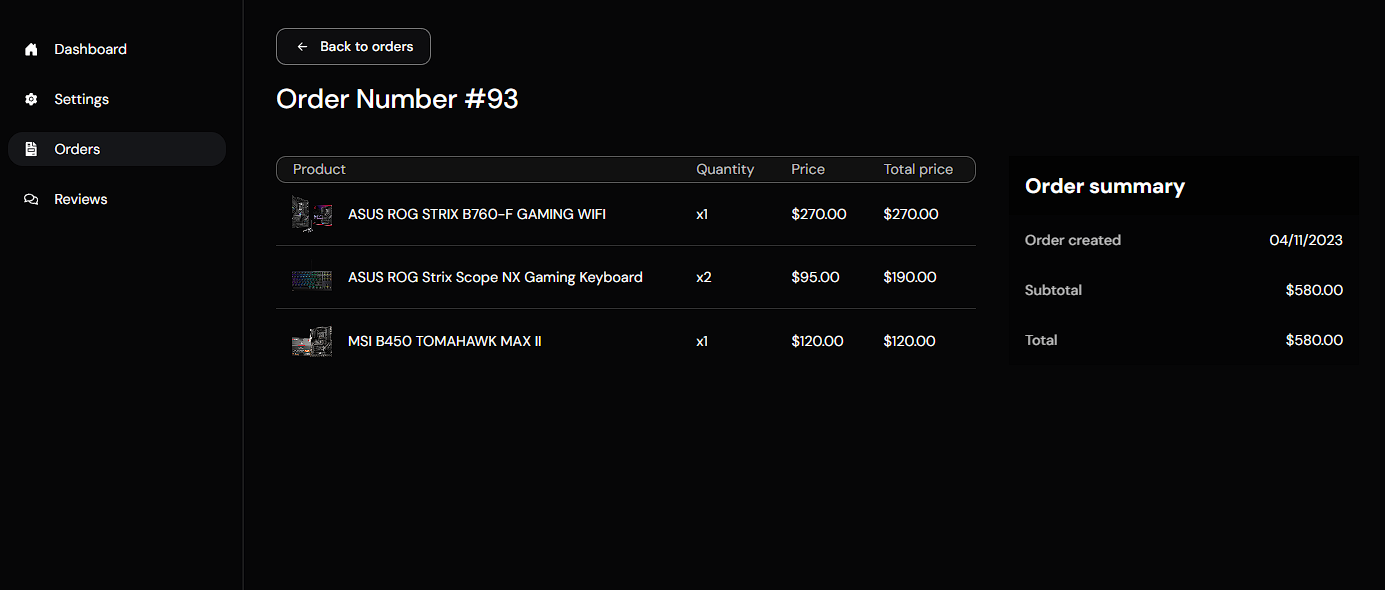 Dashboard
Settings
Orders
Reviews
Back to orders
Order Number #93
Product Quantity Price Total price
ASUS ROG STRIX B760-F GAMING WIFI x1 $270.00 $270.00
ASUS ROG Strix Scope NX Gaming Keyboard x2 $95.00 $190.00
MSI B450 TOMAHAWK MAX II x1 $120.00 $120.00
Order summary
Order created 04/11/2023
Subtotal $580.00
Total $580.00